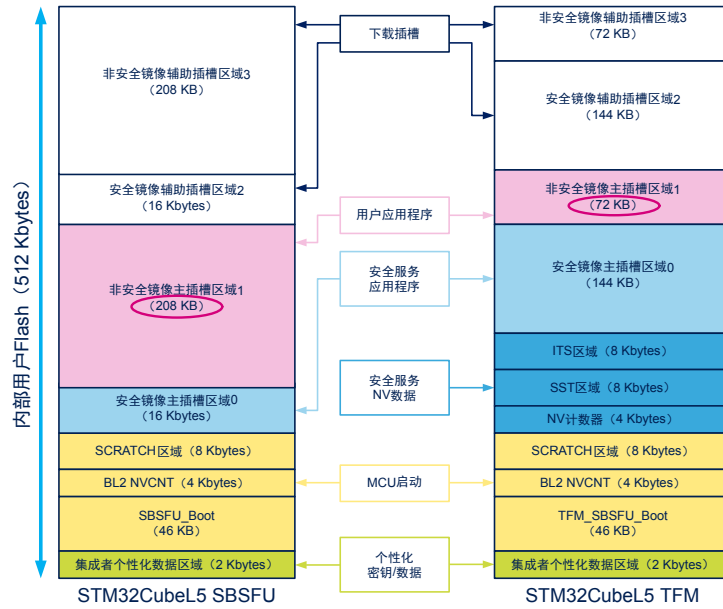 内部用户Flash（512 Kbytes）
非安全镜像辅助插槽区域3
（208 KB）
安全镜像辅助插槽区域2
（16 Kbytes）
非安全镜像主插槽区域1
（208 KB）
安全镜像主插槽区域0
（16 Kbytes）
SCRATCH区域（8 Kbytes）
BL2 NVCNT（4 Kbytes）
SBSFU_Boot
（46 KB）
集成者个性化数据区域（2 Kbytes）
STM32CubeL5 SBSFU
下载插槽
用户应用程序
安全服务
应用程序
安全服务
NV数据
MCU启动
个性化
密钥/数据
非安全镜像辅助插槽区域3
（72 KB）
安全镜像辅助插槽区域2
（144 KB）
非安全镜像主插槽区域1
（72 KB）
安全镜像主插槽区域0
（144 KB）
ITS区域（8 Kbytes）
SST区域（8 Kbytes）
NV计数器（4 Kbytes）
SCRATCH区域（8 Kbytes）
BL2 NVCNT（4 Kbytes）
TFM_SBSFU_Boot
（46 KB）
集成者个性化数据区域（2 Kbytes）
STM32CubeL5 TFM